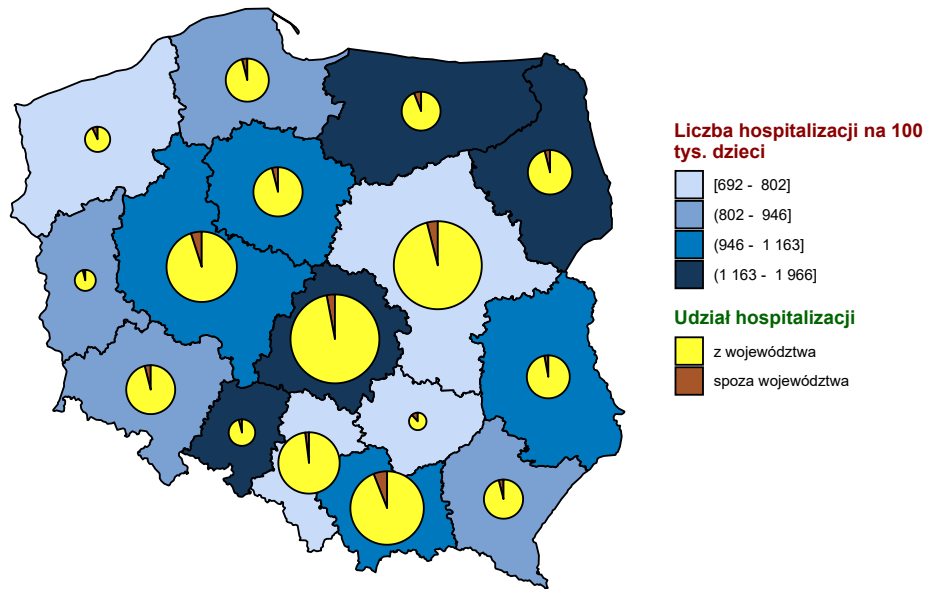 Liczba hospitalizacji na 100
tys. dzieci
[692 - 802]
(802 - 946]
(946 - 1 163]
(1 163 - 1 966]
Udział hospitalizacji
z województwa
spoza województwa